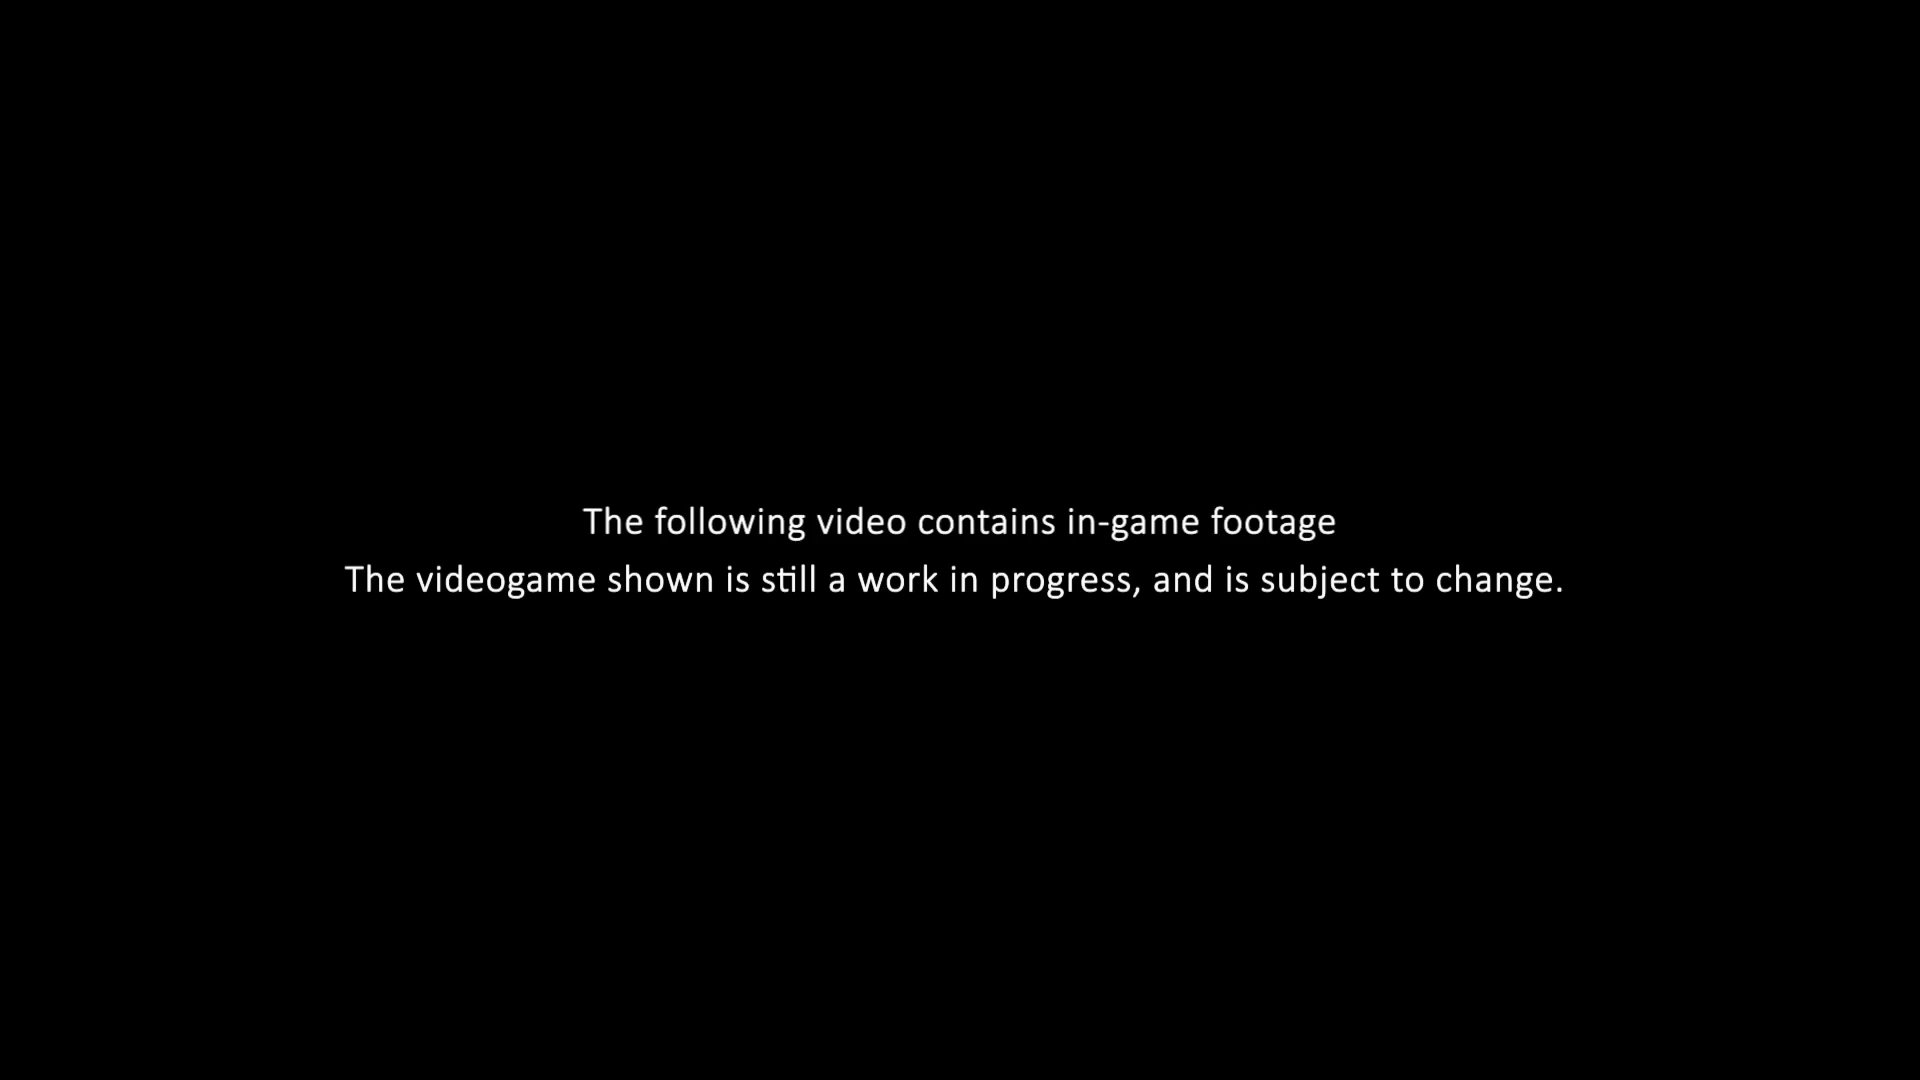 The following video contains in-game footage
The videogame shown is still a work in progress, and is subject to change.